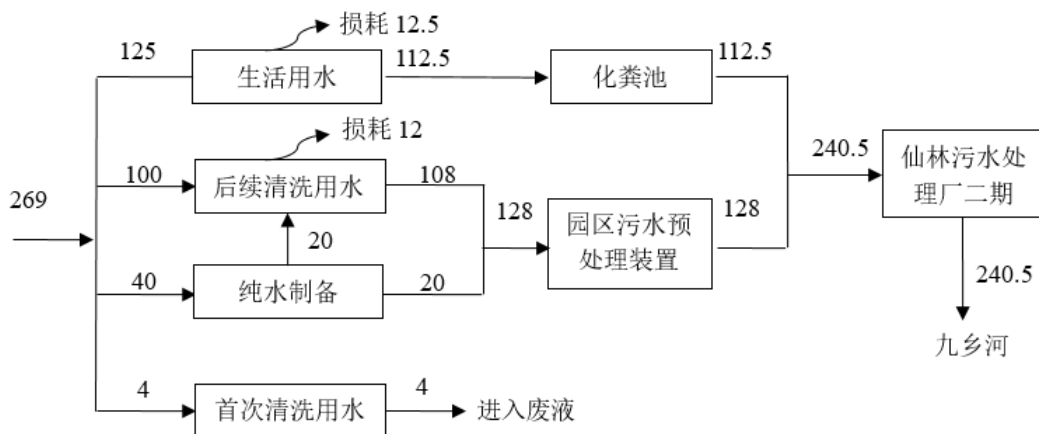 损耗 12.5
125
生活用水
112.5
化粪池
112.5
损耗 12
100
后续清洗用水
108
240.5
仙林污水处
理厂二期
269
20
128
园区污水预
处理装置
128
40
纯水制备
20
240.5
九乡河
4
首次清洗用水
4
进入废液